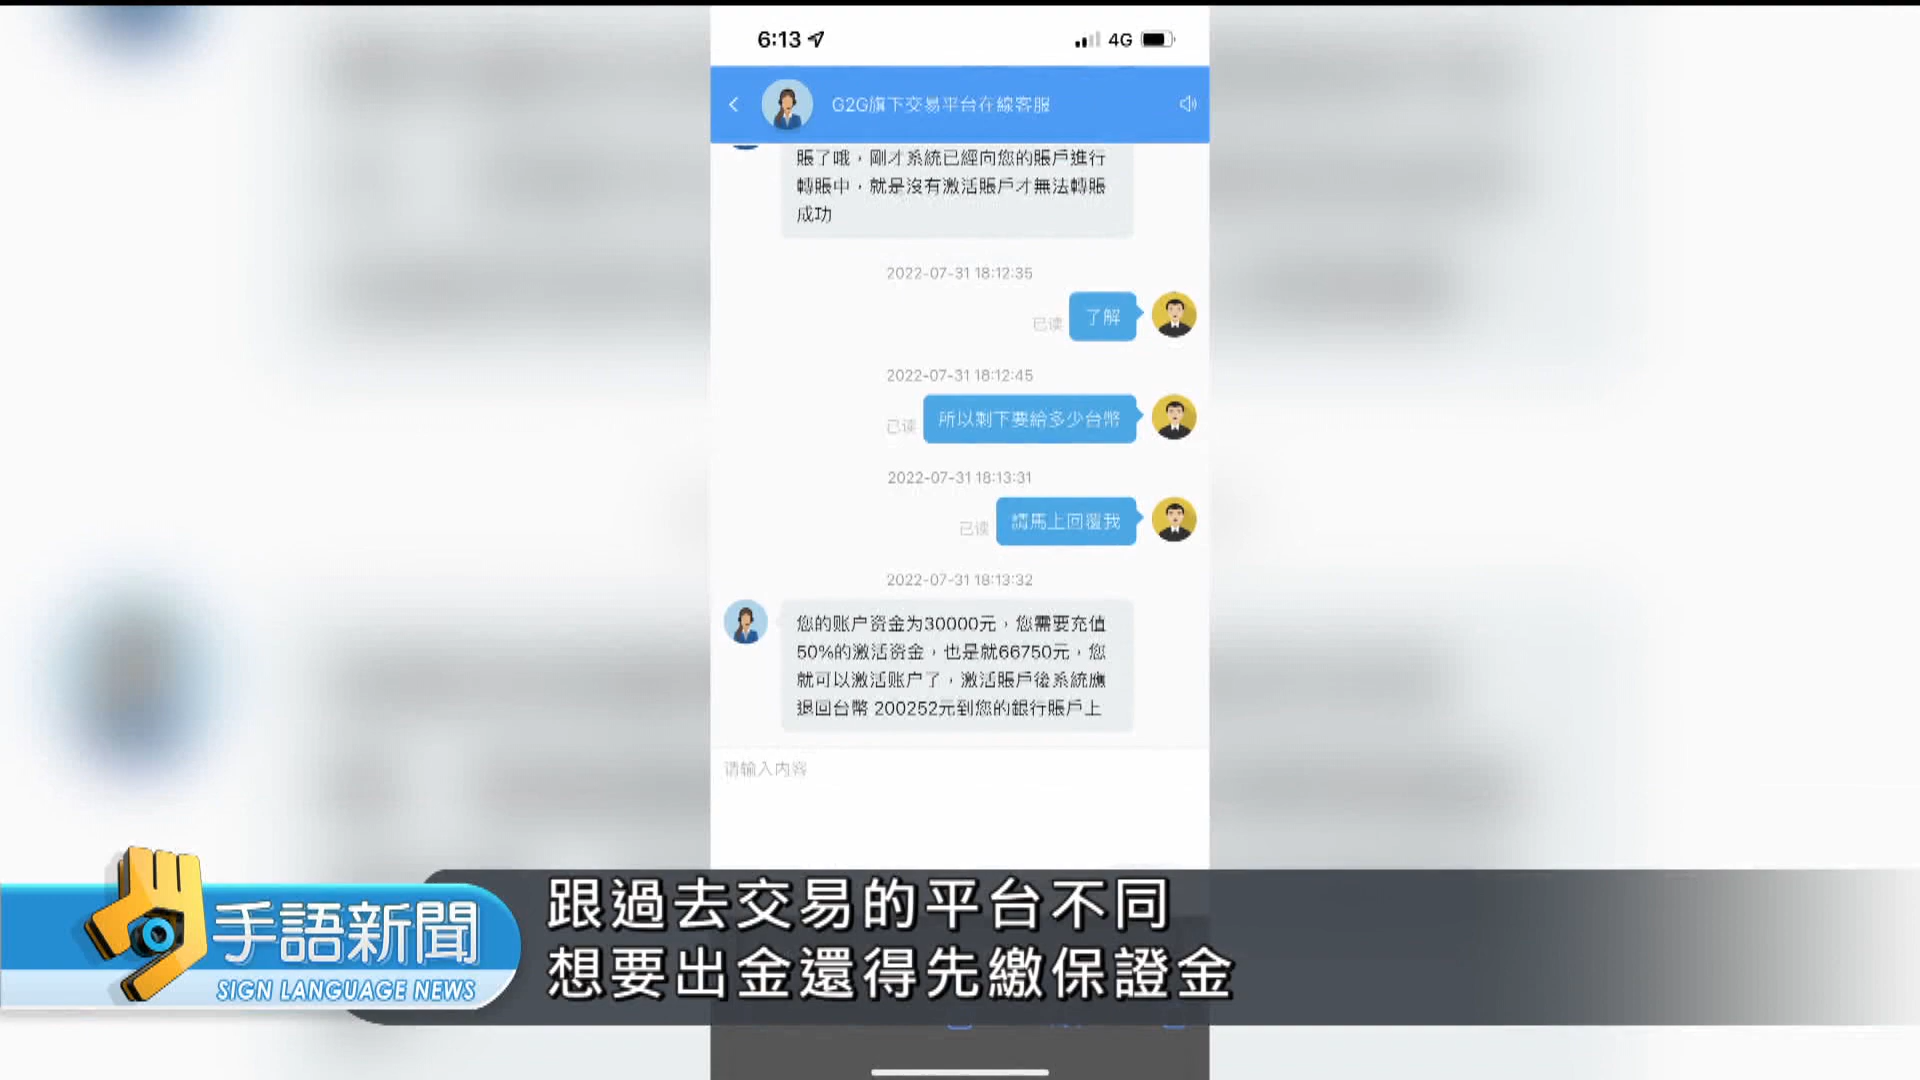 6:13
4G
G2G旗下交易平台在線客服
賬了哦，剛才系統已經向您的賬戶進行
轉賬中，就是沒有激活賬戶才無法轉賬
成功
2022-07-31 18:12:35
已读
了解
2022-07-31 18:12:45
已读
所以剩下要給多少台幣
2022-07-31 18:13:31
已读
請馬上回覆我
2022-07-31 18:13:32
您的账户资金为30000元，您需要充值
50%的激活资金，也是就66750元，您
就可以激活账户了，激活賬戶後系統應
退回台幣 200252元到您的銀行賬戶上
请输入内容
手語新聞
SIGN LANGUAGE NEWS
跟過去交易的平台不同
想要出金還得先繳保證金